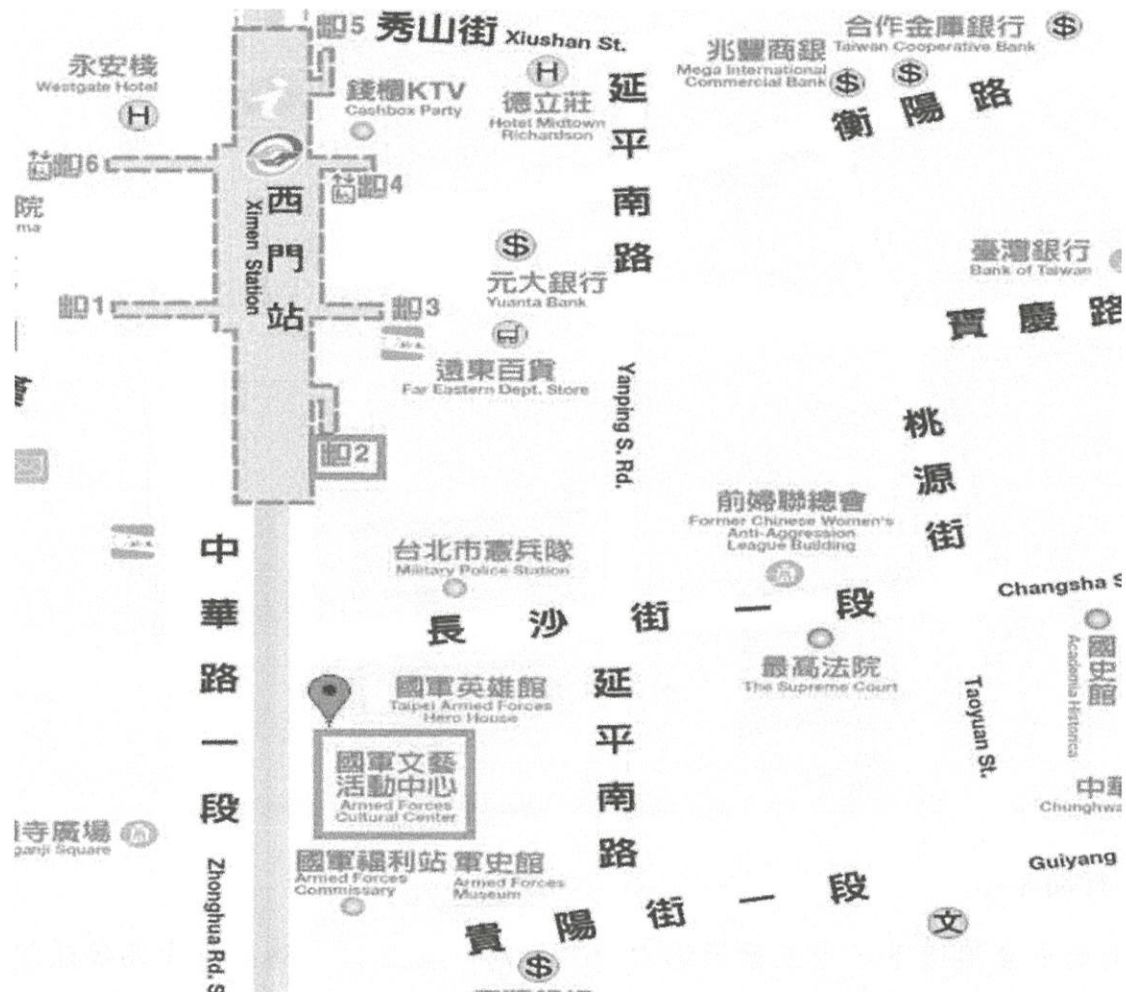 出口5
秀山街 Xiushan St.
合作金庫銀行
Taiwan Cooperative Bank
兆豐商銀
Mega International
Commercial Bank
衡陽路
永安棧
Westgate Hotel
錢櫃KTV
Cashbox Party
德立莊
Hotel Midtown
Richardson
延平南路
出口6
出口4
西門站
Ximen Station
院
ma
元大銀行
Yuanta Bank
臺灣銀行
Bank of Taiwan
出口1
出口3
寶慶路
遠東百貨
Far Eastern Dept. Store
Yanping S. Rd.
桃源街
出口2
前婦聯總會
Former Chinese Women's
Anti-Aggression
League Building
中華路一段
台北市憲兵隊
Military Police Station
長沙街一段
Changsha S
國史館
Academia Historica
最高法院
The Supreme Court
國軍英雄館
Taipei Armed Forces
Hero House
延平南路
Taoyuan St.
國軍文藝
活動中心
Armed Forces
Cultural Center
中華
Chunghwa
寺廣場
ganji Square
國軍福利站
Armed Forces
Commissary
軍史館
Armed Forces
Museum
Guiyang
Zhonghua Rd. S
貴陽街一段
文